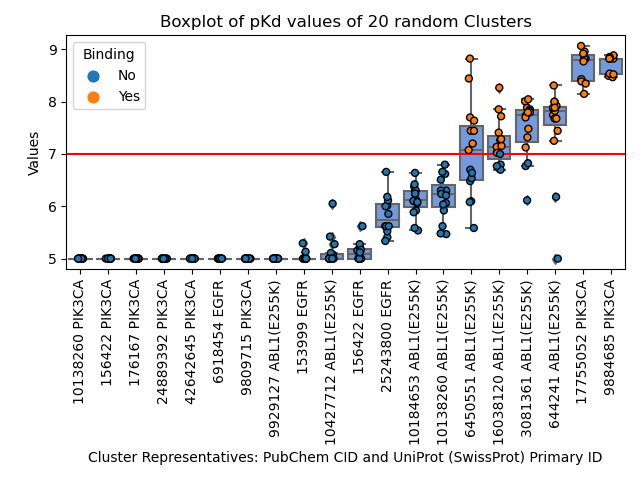 Boxplot of pKd values of 20 random Clusters
Binding
No
Yes
Values
9
8
7
6
5
10138260 PIK3CA
156422 PIK3CA
176167 PIK3CA
24889392 PIK3CA
42642645 PIK3CA
6918454 EGFR
9809715 PIK3CA
9929127 ABL1(E255K)
153999 EGFR
10427712 ABL1(E255K)
156422 EGFR
25243800 EGFR
10184653 ABL1(E255K)
10138260 ABL1(E255K)
6450551 ABL1(E255K)
16038120 ABL1(E255K)
3081361 ABL1(E255K)
644241 ABL1(E255K)
17755052 PIK3CA
9884685 PIK3CA
Cluster Representatives: PubChem CID and UniProt (SwissProt) Primary ID